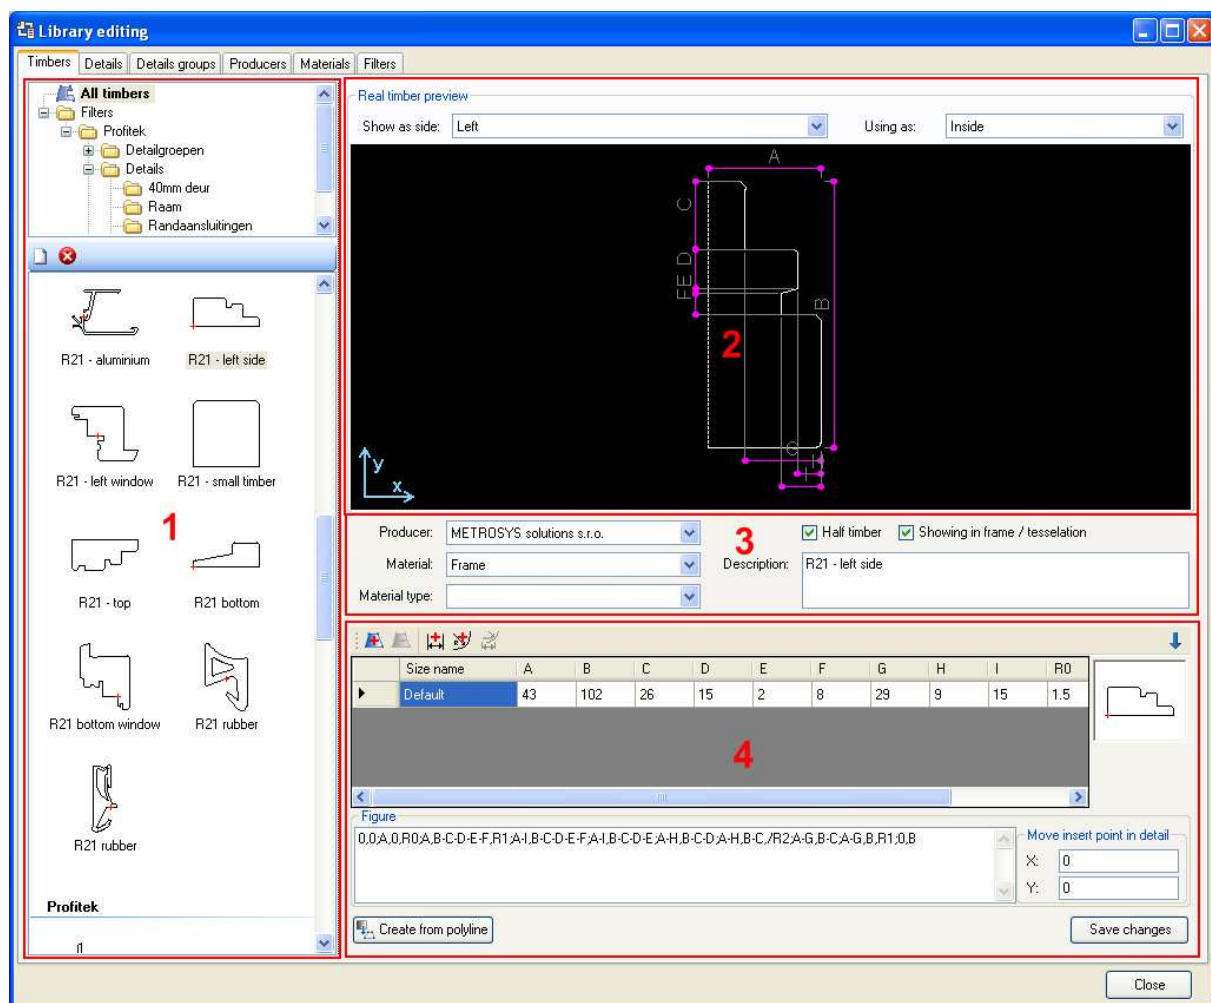 Library editing
Timbers Details Details groups Producers Materials Filters
All timbers
Filters
Profitek
Detailgroepen
Details
40mm deur
Raam
Randaansluitingen
R21 - aluminium R21 - left side
R21 - left window R21 - small timber
1
R21 - top R21 bottom
R21 bottom window R21 rubber
R21 rubber
Profitek
Real timber preview
Show as side: Left Using as: Inside
A
C
D
E
F
B
2
G
H
I
y
x
Producer: METROSYS solutions s.r.o. Half timber Showing in frame / tesselation
3
Material: Frame Description: R21 - left side
Material type:
Size name A B C D E F G H I R0
Default 43 102 26 15 2 8 29 9 15 1.5
4
Figure
0,0;A,0,R0;A,B-C-D-E-F,R1;A-I,B-C-D-E-F;A-I,B-C-D-E;A-H,B-C-D;A-H,B-C,/R2;A-G,B-C;A-G,B,R1;0,B
Move insert point in detail
X: 0
Y: 0
Create from polyline Save changes
Close